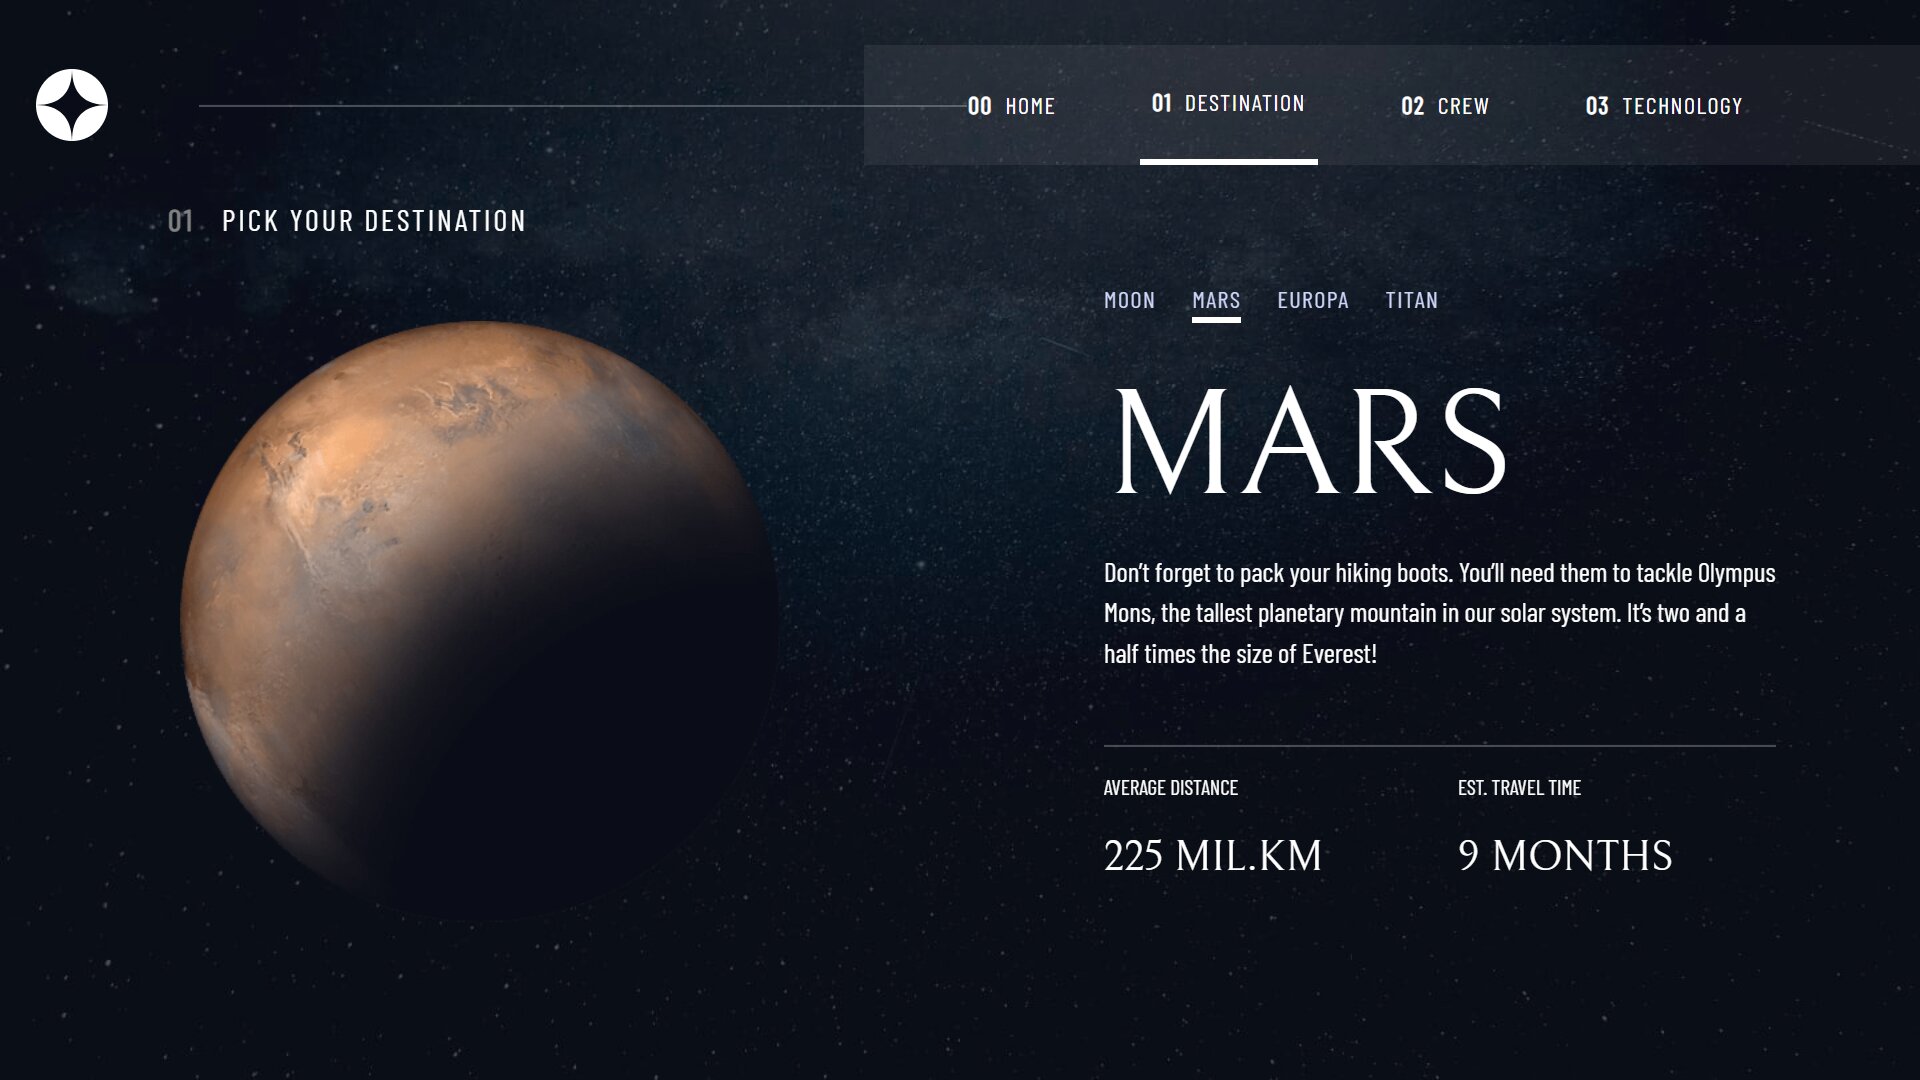 00 HOME 01 DESTINATION 02 CREW 03 TECHNOLOGY
01 PICK YOUR DESTINATION
MOON MARS EUROPA TITAN
MARS
Don’t forget to pack your hiking boots. You’ll need them to tackle Olympus
Mons, the tallest planetary mountain in our solar system. It’s two and a
half times the size of Everest!
AVERAGE DISTANCE EST. TRAVEL TIME
225 MIL.KM 9 MONTHS